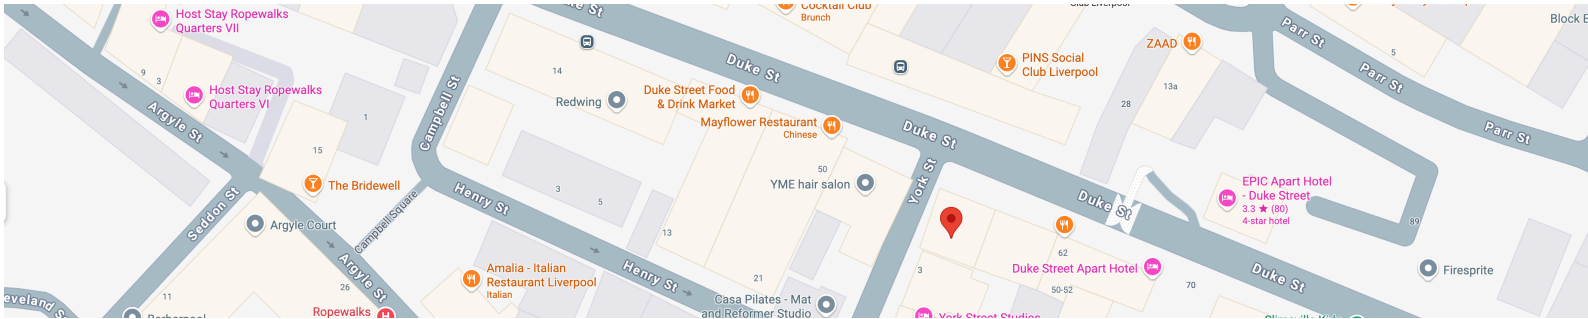 Host Stay Ropewalks
Quarters VII
Cocktail Club
Brunch
Block
Parr St
5
ZAAD
PINS Social
Club Liverpool
Duke St
14
9
3
Host Stay Ropewalks
Quarters VI
Parr St
13a
Duke Street Food
& Drink Market
Redwing
Campbell St
28
1
Argyle St
Mayflower Restaurant
Chinese
Duke St
Parr St
15
50
The Bridewell
YME hair salon
York St
3
Henry St
5
EPIC Apart Hotel
- Duke Street
3.3 ★ (80)
4-star hotel
Duke St
Seddon St
Argyle Court
Campbell Square
89
13
62
3
Duke Street Apart Hotel
Firesprite
Amalia - Italian
Restaurant Liverpool
Italian
Henry St
Argyle St
21
Duke St
70
50-52
26
11
Casa Pilates - Mat
and Reformer Studio
Ropewalks
York Street Studios